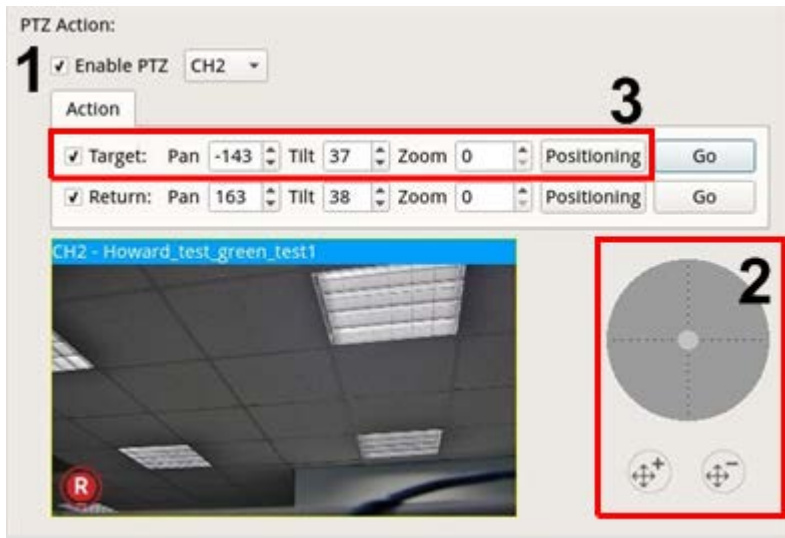 PTZ Action:
1 Enable PTZ CH2
3
Action
Target: Pan -143 Tilt 37 Zoom 0 Positioning Go
Return: Pan 163 Tilt 38 Zoom 0 Positioning Go
CH2 - Howard_test_green_test1
2
R